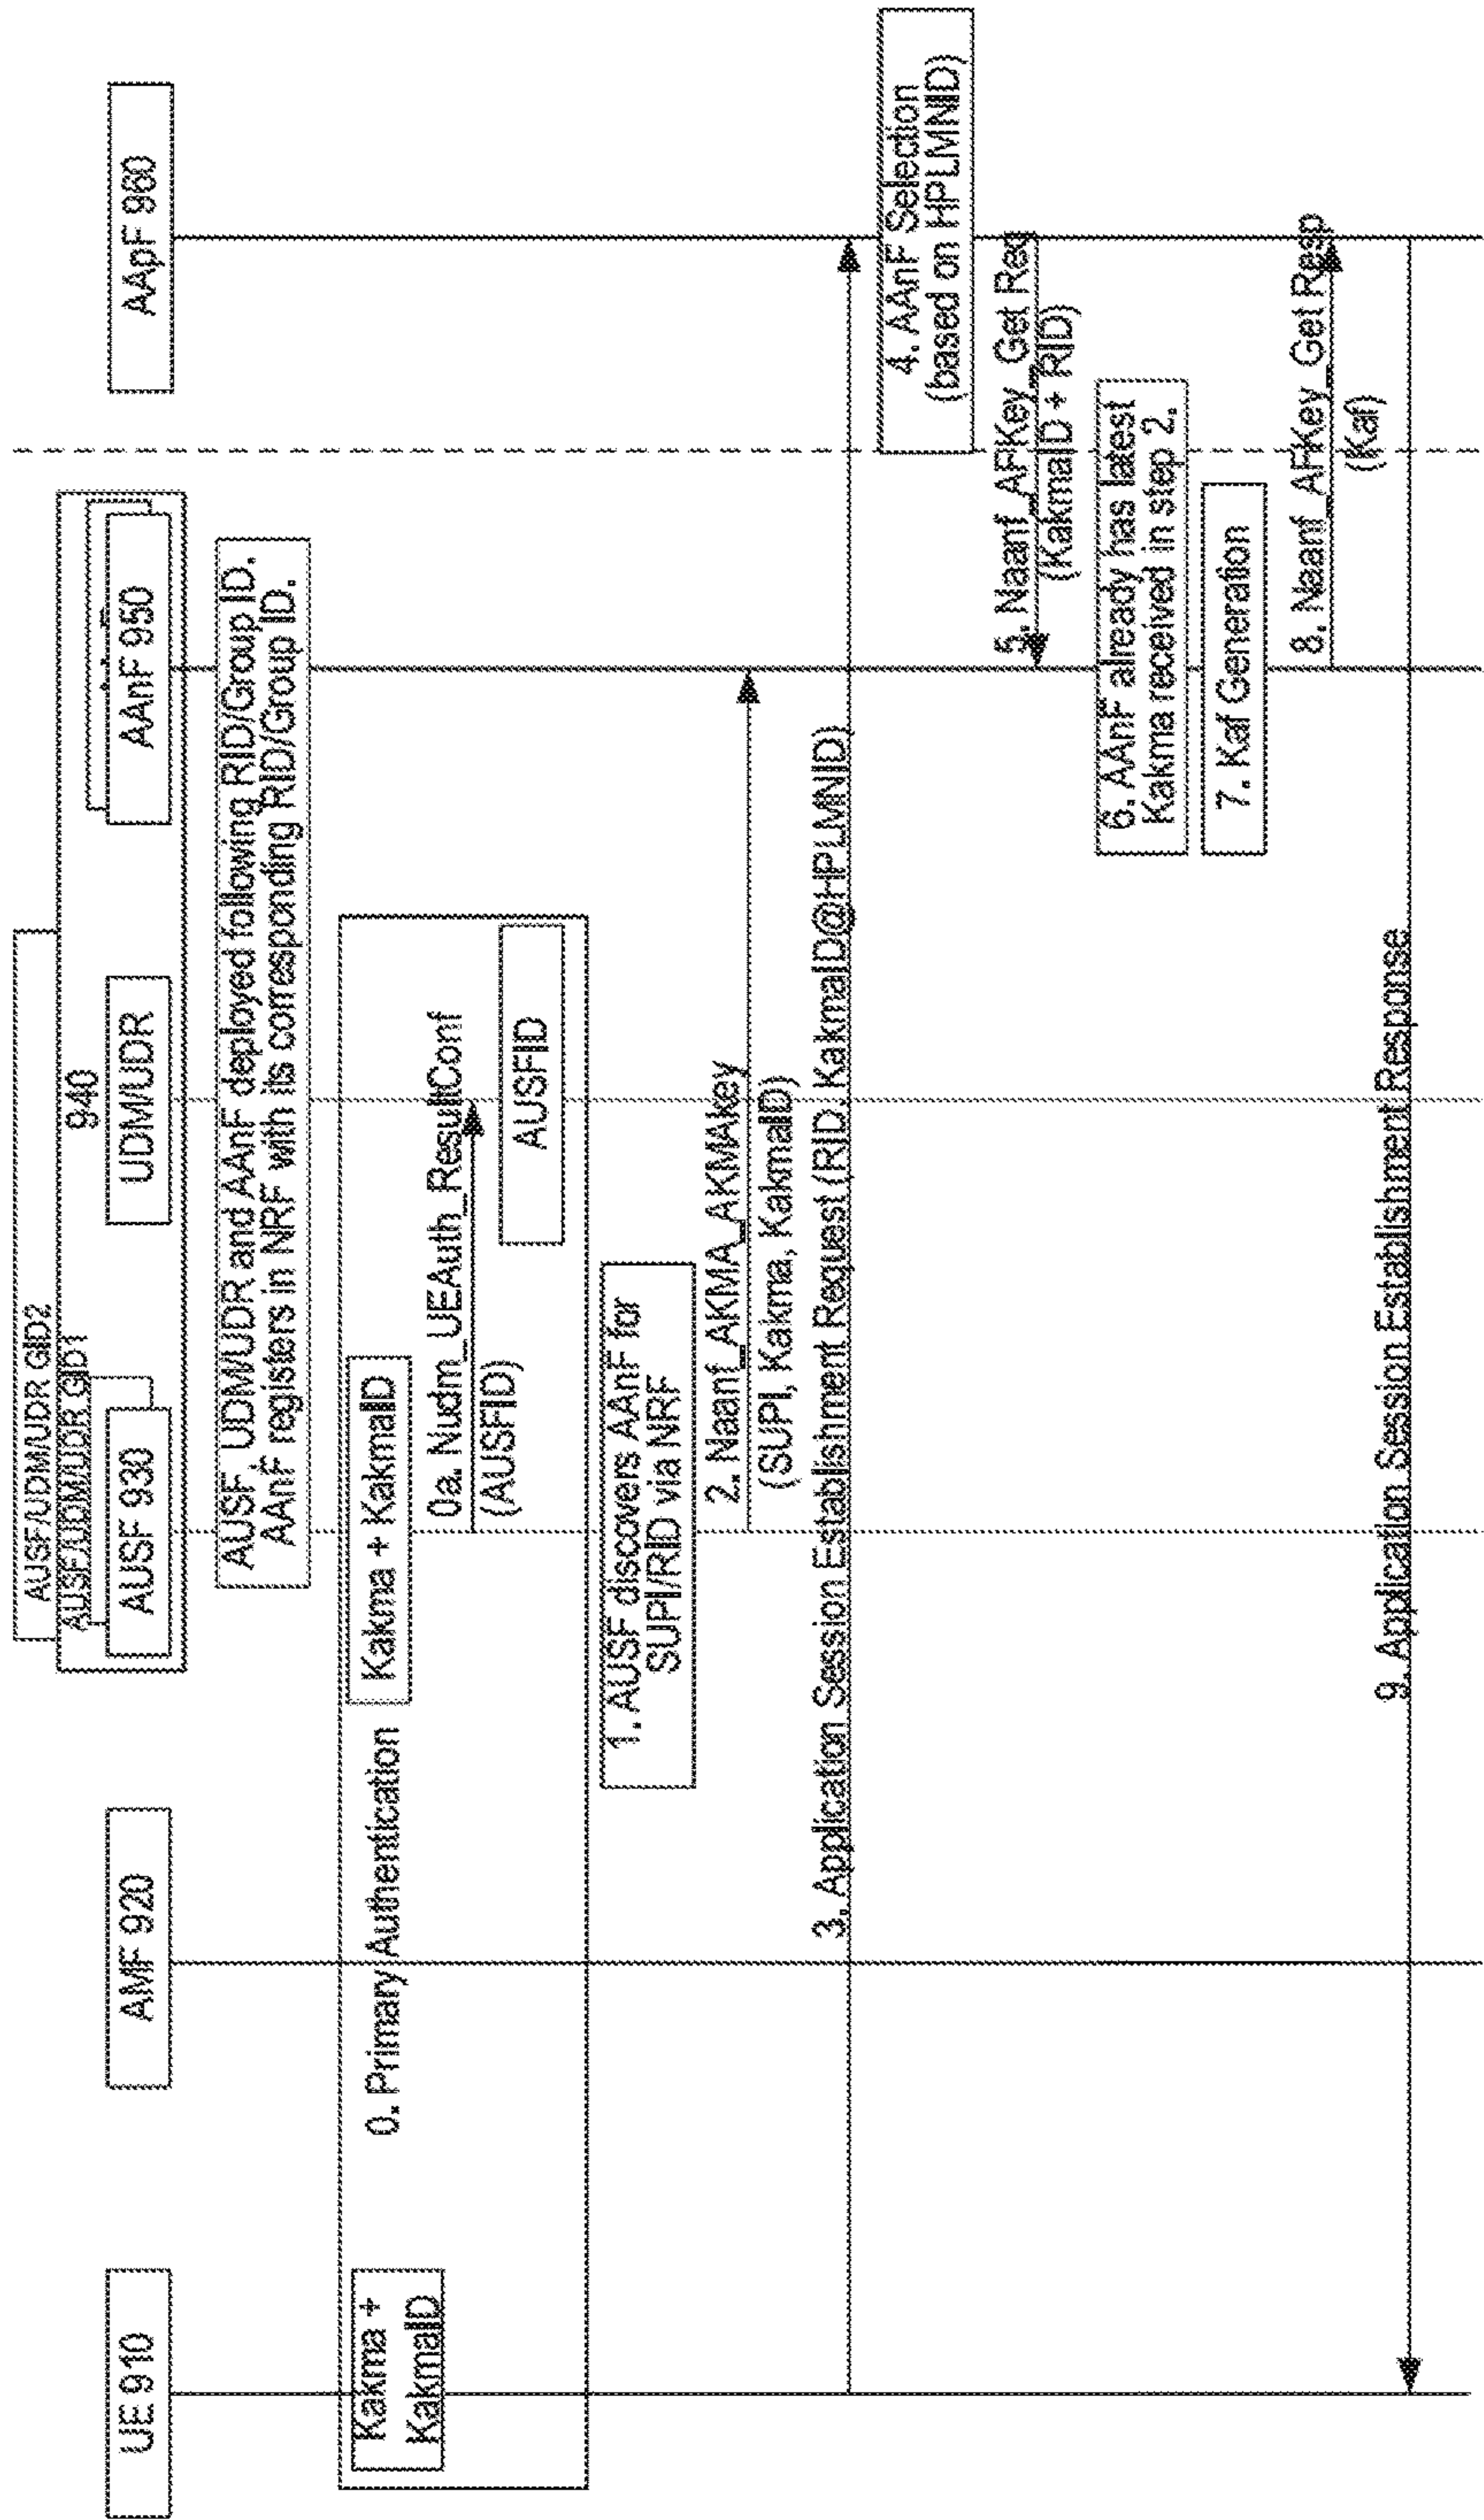 AUSF/UDM/UDR GID2
AUSF/UDM/UDR GID1
940
UE 910
AMF 920
AUSF 930
UDM/UDR
AAnF 950
AApF 960
AUSF, UDM/UDR and AAnF deployed following RID/Group ID.
AAnF registers in NRF with its corresponding RID/Group ID.
Kakma +
KakmaID
0. Primary Authentication
Kakma + KakmaID
0a. Nudm_UEAuth_ResultConf
(AUSFID)
AUSFID
1. AUSF discovers AAnF for
SUPI/RID via NRF
2. Naanf_AKMA_AKMAkey
(SUPI, Kakma, KakmaID)
3. Application Session Establishment Request (RID, KakmaID@HPLMNID)
4. AAnF Selection
(based on HPLMNID)
5. Naanf_AFKey_Get Req
(KakmaID + RID)
6. AAnF already has latest
Kakma received in step 2.
7. Kaf Generation
8. Naanf_AFKey_Get Resp
(Kaf)
9. Application Session Establishment Response